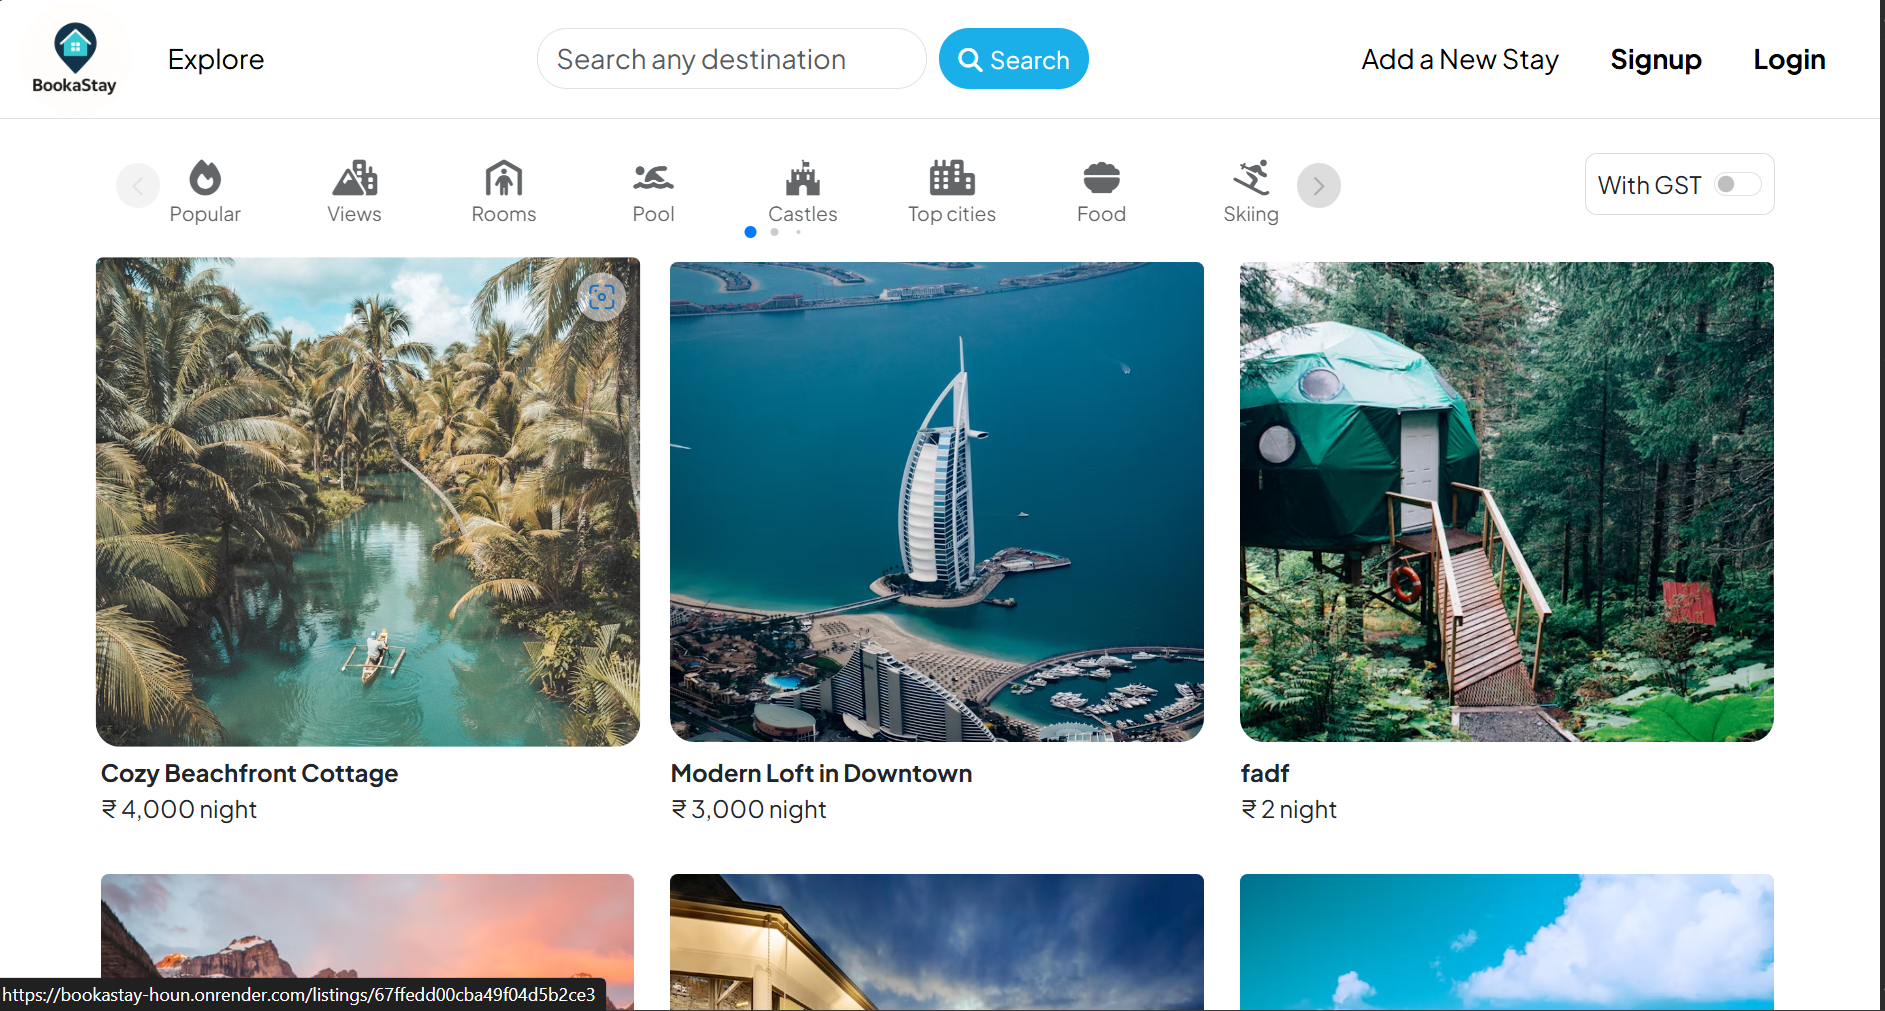 BookaStay
Explore
Search any destination
Search
Add a New Stay
Signup
Login
Popular
Views
Rooms
Pool
Castles
Top cities
Food
Skiing
With GST
Cozy Beachfront Cottage
₹ 4,000 night
Modern Loft in Downtown
₹ 3,000 night
fadf
₹ 2 night
https://bookastay-houn.onrender.com/listings/67ffedd00cba49f04d5b2ce3